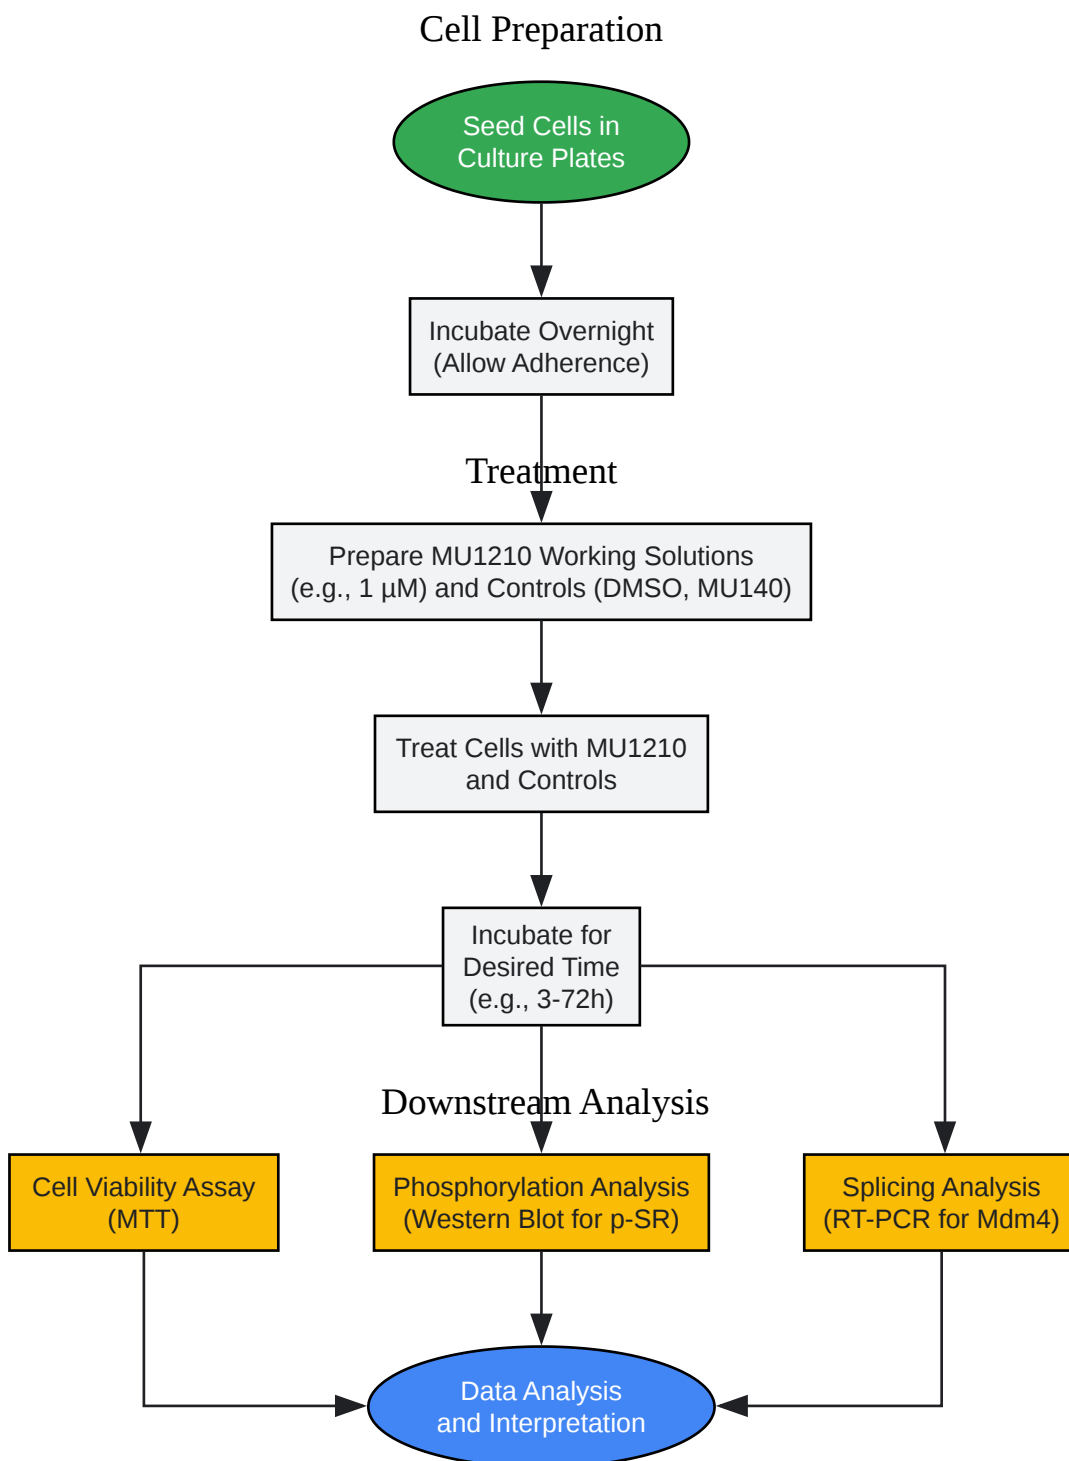 Cell Preparation
Seed Cells in
Culture Plates
Incubate Overnight
(Allow Adherence)
Treatment
Prepare MU1210 Working Solutions
(e.g., 1 µM) and Controls (DMSO, MU140)
Treat Cells with MU1210
and Controls
Incubate for
Desired Time
(e.g., 3-72h)
Downstream Analysis
Cell Viability Assay
(MTT)
Phosphorylation Analysis
(Western Blot for p-SR)
Splicing Analysis
(RT-PCR for Mdm4)
Data Analysis
and Interpretation